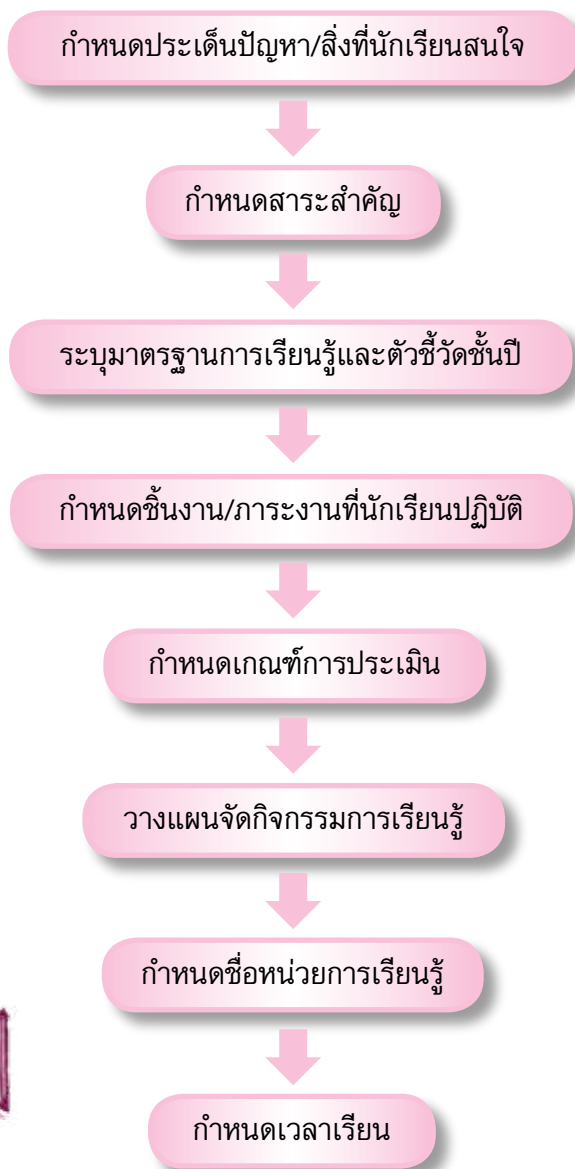 กำหนดประเด็นปัญหา/สิ่งที่นักเรียนสนใจ
กำหนดสาระสำคัญ
ระบุมาตรฐานการเรียนรู้และตัวชี้วัดชั้นปี
กำหนดชิ้นงาน/ภาระงานที่นักเรียนปฏิบัติ
กำหนดเกณฑ์การประเมิน
วางแผนจัดกิจกรรมการเรียนรู้
กำหนดชื่อหน่วยการเรียนรู้
กำหนดเวลาเรียน